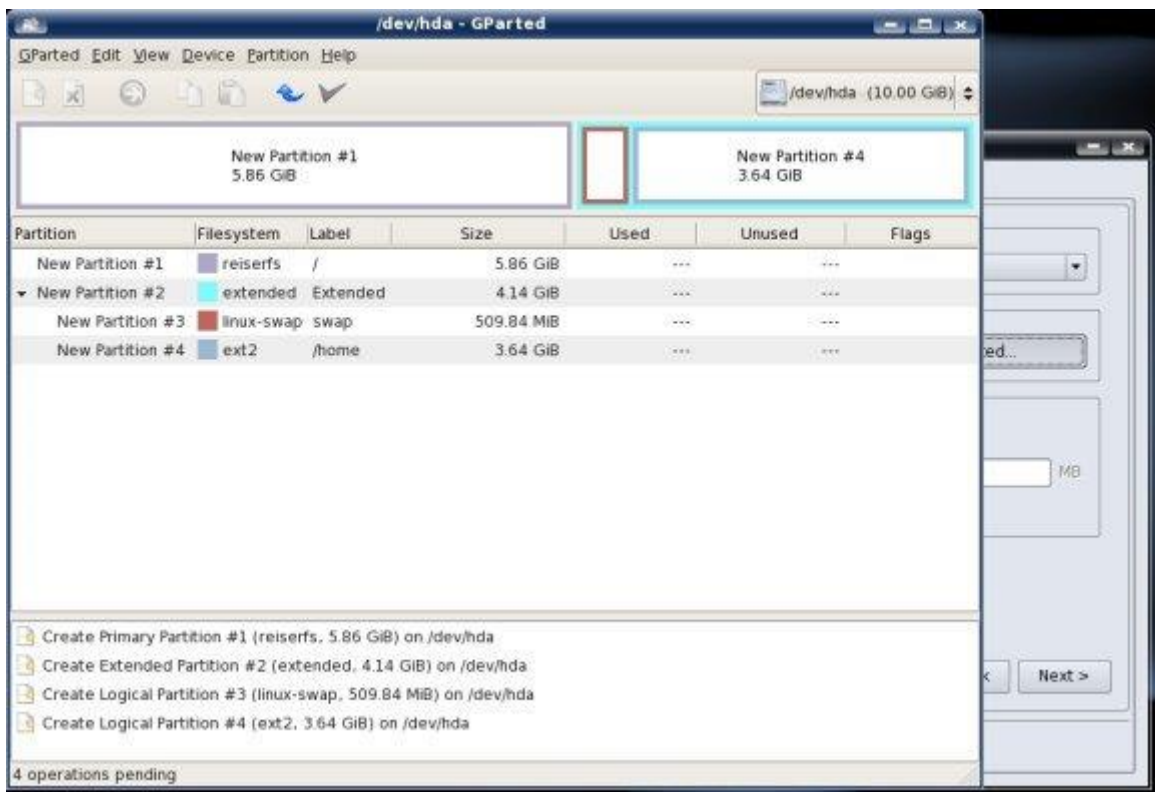 /dev/hda - GParted
GParted Edit View Device Partition Help
/dev/hda (10.00 GiB)
New Partition #1
5.86 GiB
New Partition #4
3.64 GiB
Partition Filesystem Label Size Used Unused Flags
New Partition #1 reiserfs / 5.86 GiB --- ---
New Partition #2 extended Extended 4.14 GiB --- ---
New Partition #3 linux-swap swap 509.84 MiB --- ---
New Partition #4 ext2 /home 3.64 GiB --- ---
ed...
MB
Create Primary Partition #1 (reiserfs, 5.86 GiB) on /dev/hda
Create Extended Partition #2 (extended, 4.14 GiB) on /dev/hda
Create Logical Partition #3 (linux-swap, 509.84 MiB) on /dev/hda
Create Logical Partition #4 (ext2, 3.64 GiB) on /dev/hda
Next >
4 operations pending